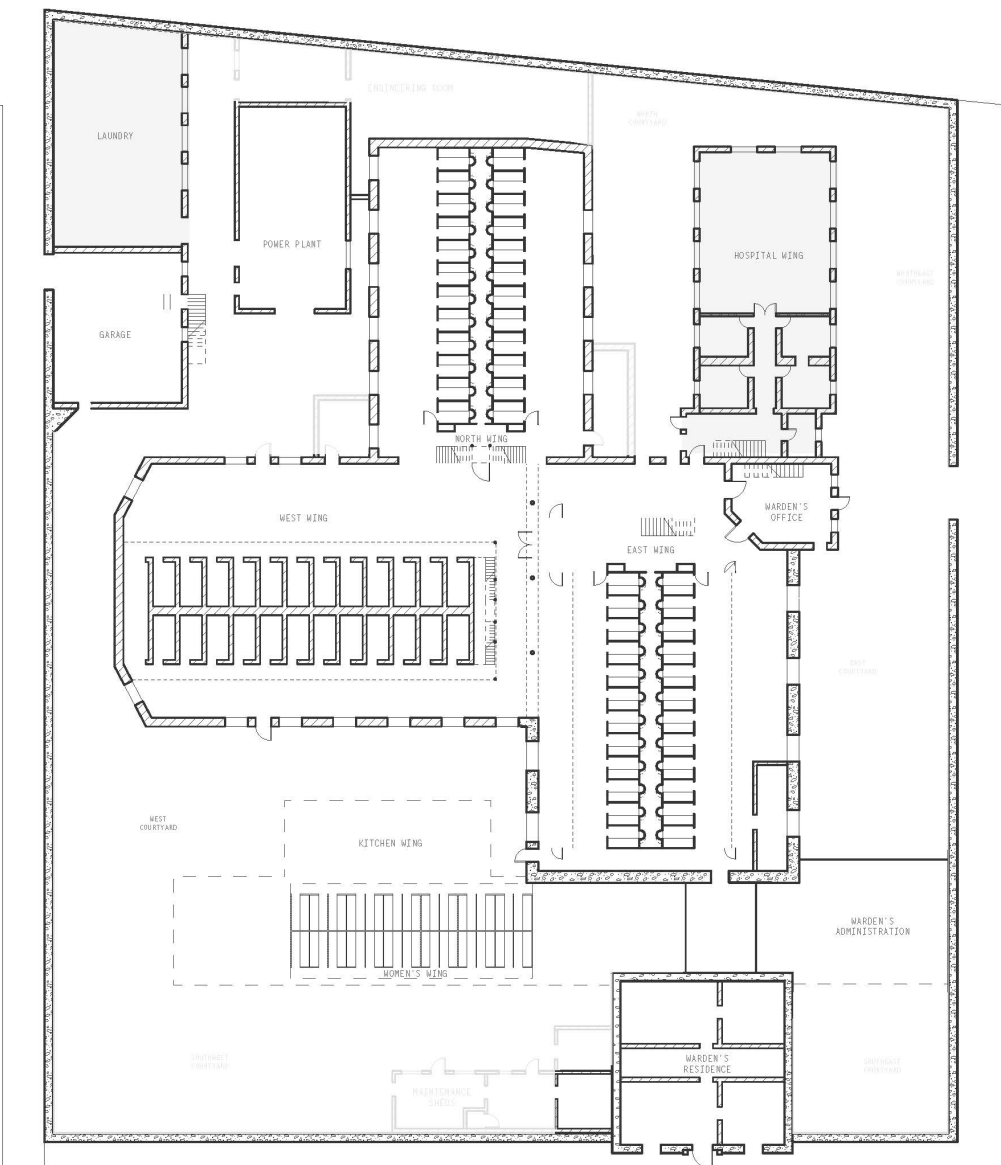 ENGINEERING ROOM
NORTH
COURTYARD
LAUNDRY
POWER PLANT
HOSPITAL WING
NORTHEAST
COURTYARD
GARAGE
NORTH WING
WEST WING
WARDEN'S
OFFICE
EAST WING
EAST
COURTYARD
WEST
COURTYARD
KITCHEN WING
WARDEN'S
ADMINISTRATION
WOMEN'S WING
SOUTHWEST
COURTYARD
WARDEN'S
RESIDENCE
SOUTHEAST
COURTYARD
MAINTENANCE
SHEDS